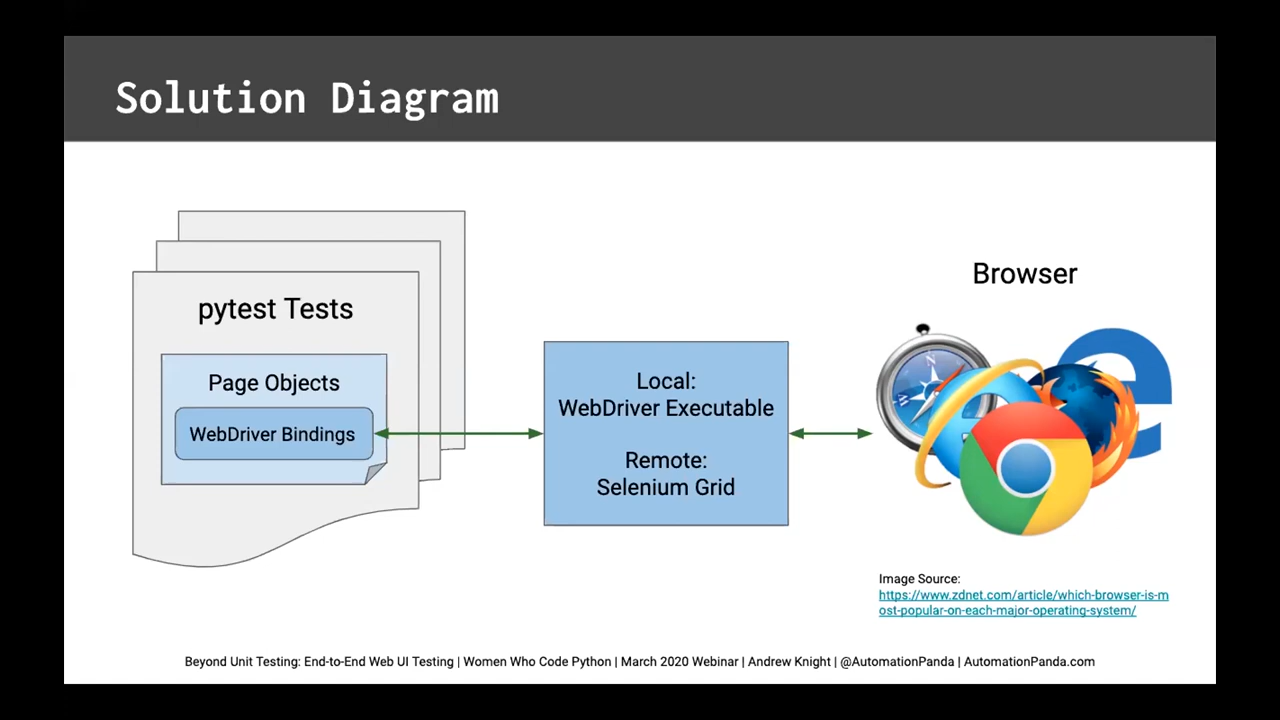 Solution Diagram
pytest Tests
Page Objects
WebDriver Bindings
Local:
WebDriver Executable
Remote:
Selenium Grid
Browser
N
Image Source:
https://www.zdnet.com/article/which-browser-is-m
ost-popular-on-each-major-operating-system/
Beyond Unit Testing: End-to-End Web UI Testing | Women Who Code Python | March 2020 Webinar | Andrew Knight | @AutomationPanda | AutomationPanda.com